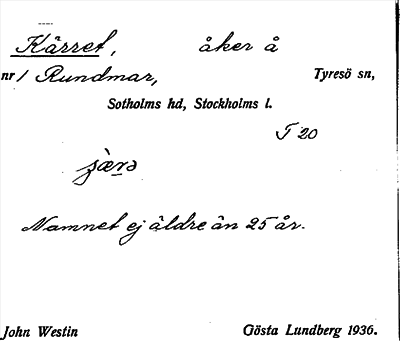 Kärret, åker å
nr 1 Rundmar, Tyresö sn,
Sotholms hd, Stockholms l.
T 20
Namnet ej äldre än 25 år.
John Westin Gösta Lundberg 1936.